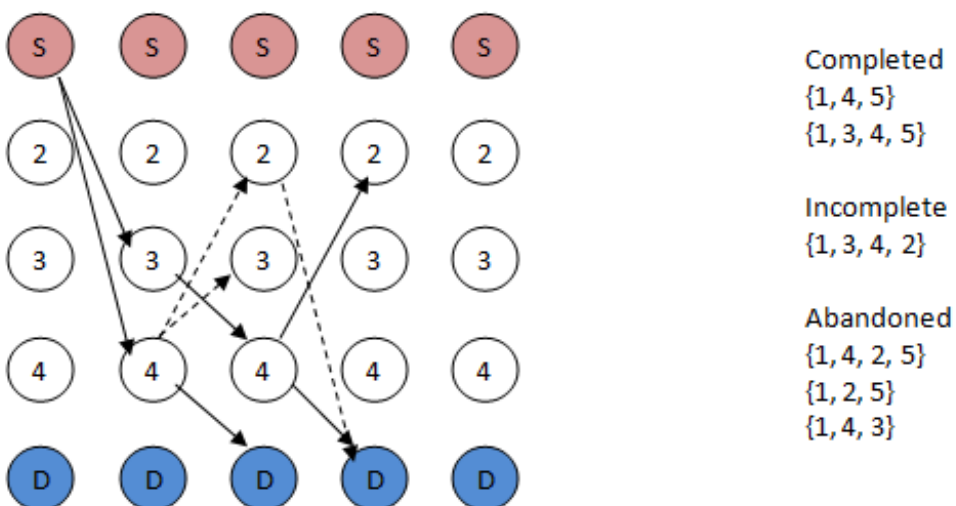 S S S S S
2 2 2 2 2
3 3 3 3 3
4 4 4 4 4
D D D D D
Completed
{1, 4, 5}
{1, 3, 4, 5}
Incomplete
{1, 3, 4, 2}
Abandoned
{1, 4, 2, 5}
{1, 2, 5}
{1, 4, 3}